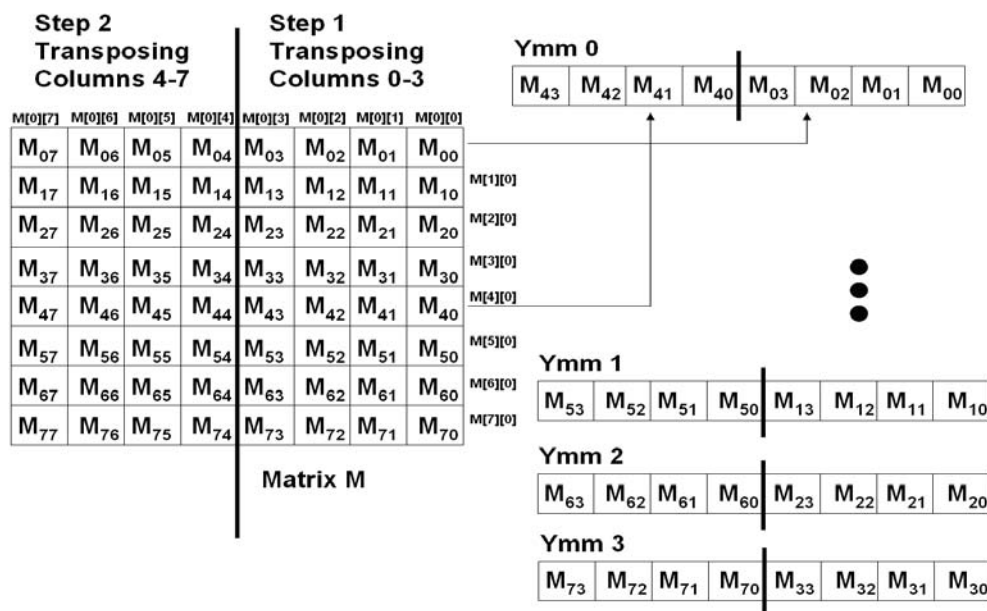 Step 2
Transposing
Columns 4-7
Step 1
Transposing
Columns 0-3
M[0][7] M[0][6] M[0][5] M[0][4] M[0][3] M[0][2] M[0][1] M[0][0]
M07 M06 M05 M04 M03 M02 M01 M00
M17 M16 M15 M14 M13 M12 M11 M10 M[1][0]
M27 M26 M25 M24 M23 M22 M21 M20 M[2][0]
M37 M36 M35 M34 M33 M32 M31 M30 M[3][0]
M47 M46 M45 M44 M43 M42 M41 M40 M[4][0]
M57 M56 M55 M54 M53 M52 M51 M50 M[5][0]
M67 M66 M65 M64 M63 M62 M61 M60 M[6][0]
M77 M76 M75 M74 M73 M72 M71 M70 M[7][0]
Matrix M
Ymm 0
M43 M42 M41 M40 M03 M02 M01 M00
Ymm 1
M53 M52 M51 M50 M13 M12 M11 M10
Ymm 2
M63 M62 M61 M60 M23 M22 M21 M20
Ymm 3
M73 M72 M71 M70 M33 M32 M31 M30